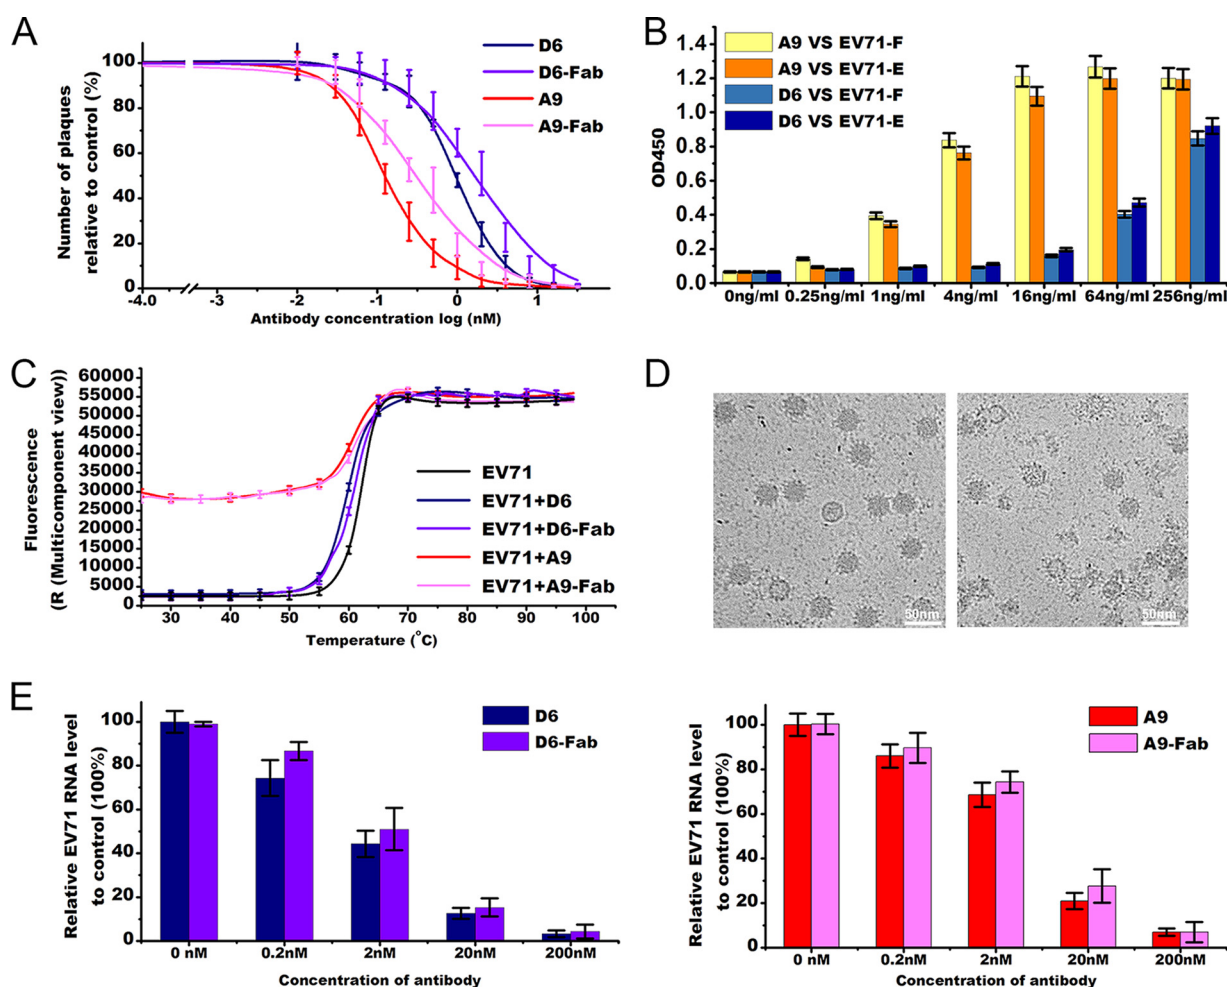 A
Number of plaques
relative to control (%)
100
80
60
40
20
0
-4.0
-3
-2
-1
0
1
Antibody concentration log (nM)
D6
D6-Fab
A9
A9-Fab
B
OD450
1.4
1.2
1.0
0.8
0.6
0.4
0.2
0.0
0ng/ml
0.25ng/ml
1ng/ml
4ng/ml
16ng/ml
64ng/ml
256ng/ml
A9 VS EV71-F
A9 VS EV71-E
D6 VS EV71-F
D6 VS EV71-E
C
Fluorescence
(R (Multicomponent view))
60000
55000
50000
45000
40000
35000
30000
25000
20000
15000
10000
5000
0
30
40
50
60
70
80
90
100
Temperature (°C)
EV71
EV71+D6
EV71+D6-Fab
EV71+A9
EV71+A9-Fab
D
50nm
50nm
E
Relative EV71 RNA level
to control (100%)
100
80
60
40
20
0
0 nM
0.2nM
2nM
20nM
200nM
Concentration of antibody
D6
D6-Fab
Relative EV71 RNA level
to control (100%)
100
80
60
40
20
0
0 nM
0.2nM
2nM
20nM
200nM
Concentration of antibody
A9
A9-Fab